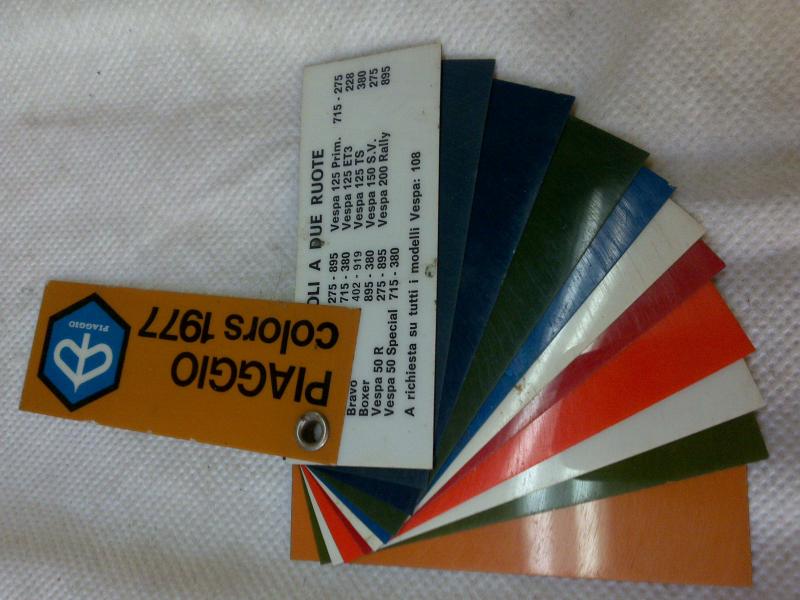 PIAGGIO
PIAGGIO
Colors 1977
OLI A DUE RUOTE
275 - 895 Vespa 125 Prim. 715 - 275
715 - 380 Vespa 125 ET3 228
Bravo 402 - 919 Vespa 125 TS 380
Boxer 895 - 380 Vespa 150 S.V. 275
Vespa 50 R 275 - 895 Vespa 200 Rally 895
Vespa 50 Special 715 - 380
A richiesta su tutti i modelli Vespa: 108